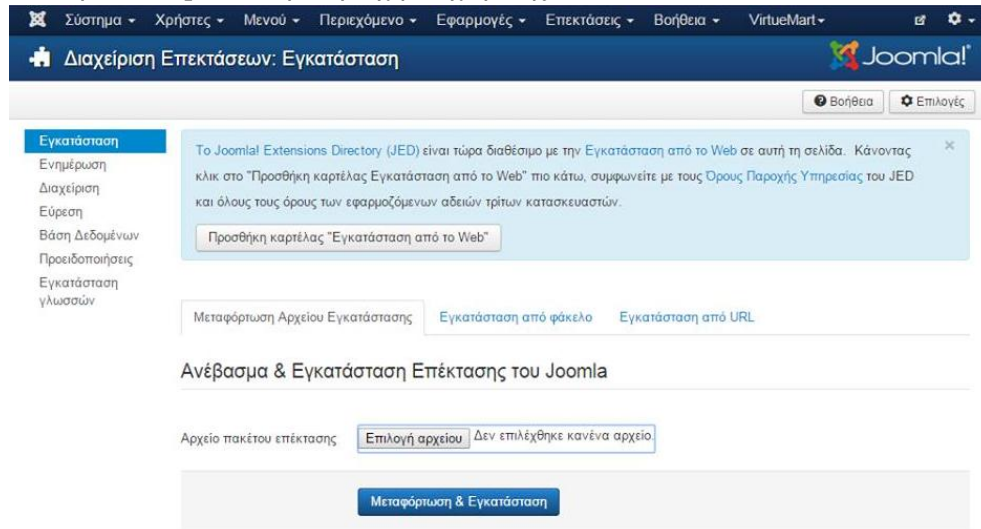 Σύστημα Χρήστες Μενού Περιεχόμενο Εφαρμογές Επεκτάσεις Βοήθεια VirtueMart
Διαχείριση Επεκτάσεων: Εγκατάσταση
Joomla!
Βοήθεια Επιλογές
Εγκατάσταση
Ενημέρωση
Διαχείριση
Εύρεση
Βάση Δεδομένων
Προειδοποιήσεις
Εγκατάσταση
γλωσσών
Το Joomla! Extensions Directory (JED) είναι τώρα διαθέσιμο με την Εγκατάσταση από το Web σε αυτή τη σελίδα. Κάνοντας
κλικ στο "Προσθήκη καρτέλας Εγκατάσταση από το Web" πιο κάτω, συμφωνείτε με τους Όρους Παροχής Υπηρεσίας του JED
και όλους τους όρους των εφαρμοζόμενων αδειών τρίτων κατασκευαστών.
Προσθήκη καρτέλας "Εγκατάσταση από το Web"
Μεταφόρτωση Αρχείου Εγκατάστασης Εγκατάσταση από φάκελο Εγκατάσταση από URL
Ανέβασμα & Εγκατάσταση Επέκτασης του Joomla
Αρχείο πακέτου επέκτασης Επιλογή αρχείου Δεν επιλέχθηκε κανένα αρχείο.
Μεταφόρτωση & Εγκατάσταση